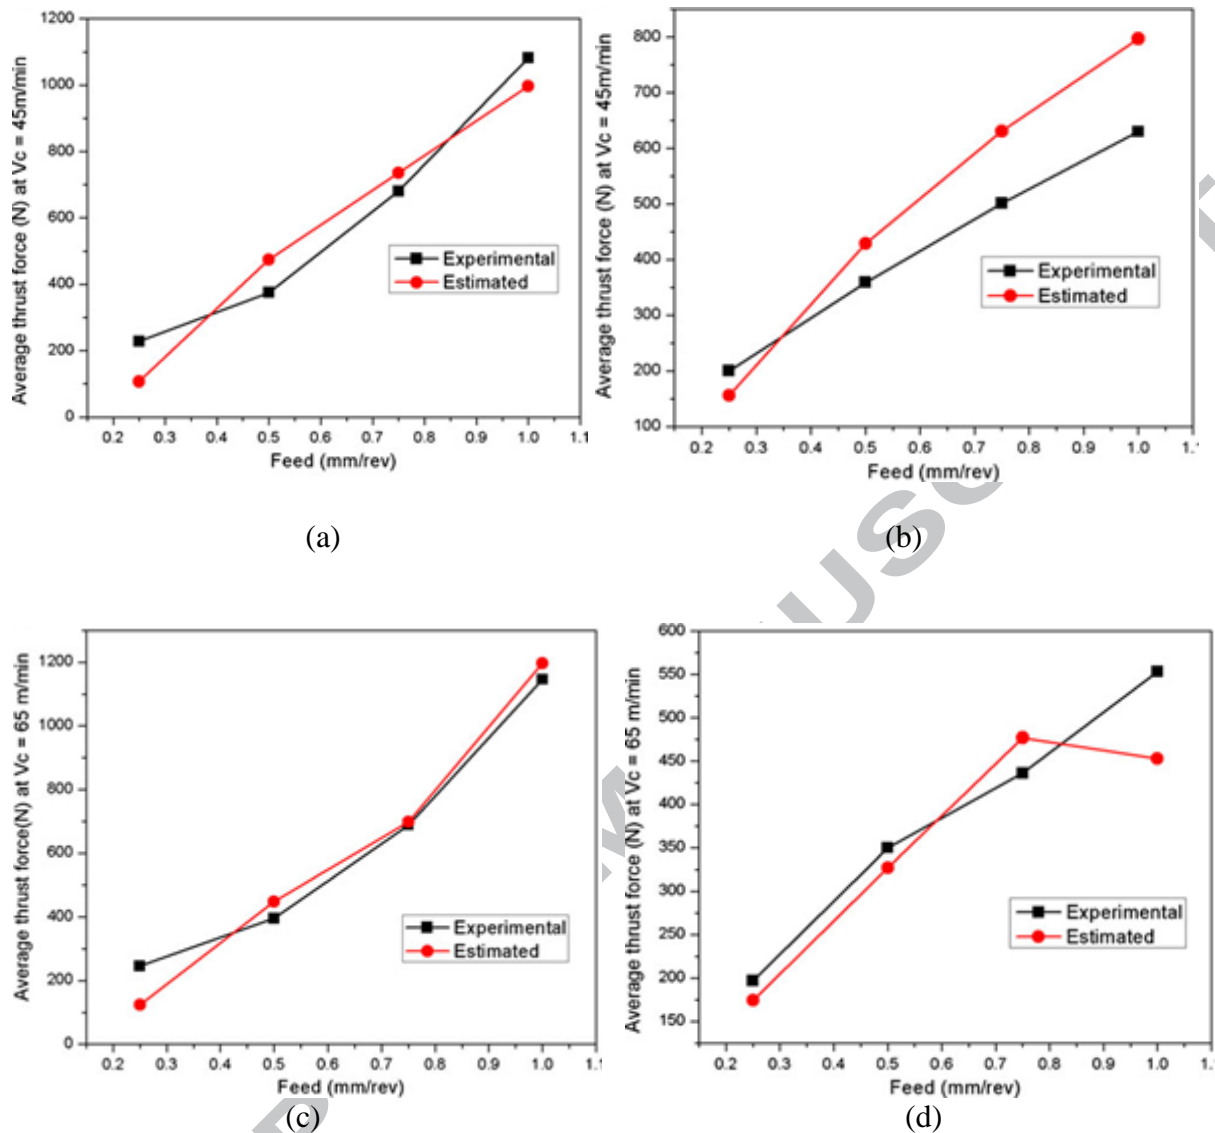 1200
1000
800
600
400
200
0
Average thrust force (N) at Vc = 45m/min
Experimental
Estimated
0.2 0.3 0.4 0.5 0.6 0.7 0.8 0.9 1.0 1.1
Feed (mm/rev)
(a)
800
700
600
500
400
300
200
100
Average thrust force (N) at Vc = 45m/min
Experimental
Estimated
0.2 0.3 0.4 0.5 0.6 0.7 0.8 0.9 1.0
Feed (mm/rev)
(b)
1200
1000
800
600
400
200
0
Average thrust force(N) at Vc = 65 m/min
Experimental
Estimated
0.2 0.3 0.4 0.5 0.6 0.7 0.8 0.9 1.0
Feed (mm/rev)
(c)
600
550
500
450
400
350
300
250
200
150
Average thrust force (N) at Vc = 65 m/min
Experimental
Estimated
0.2 0.3 0.4 0.5 0.6 0.7 0.8 0.9 1.0
Feed (mm/rev)
(d)